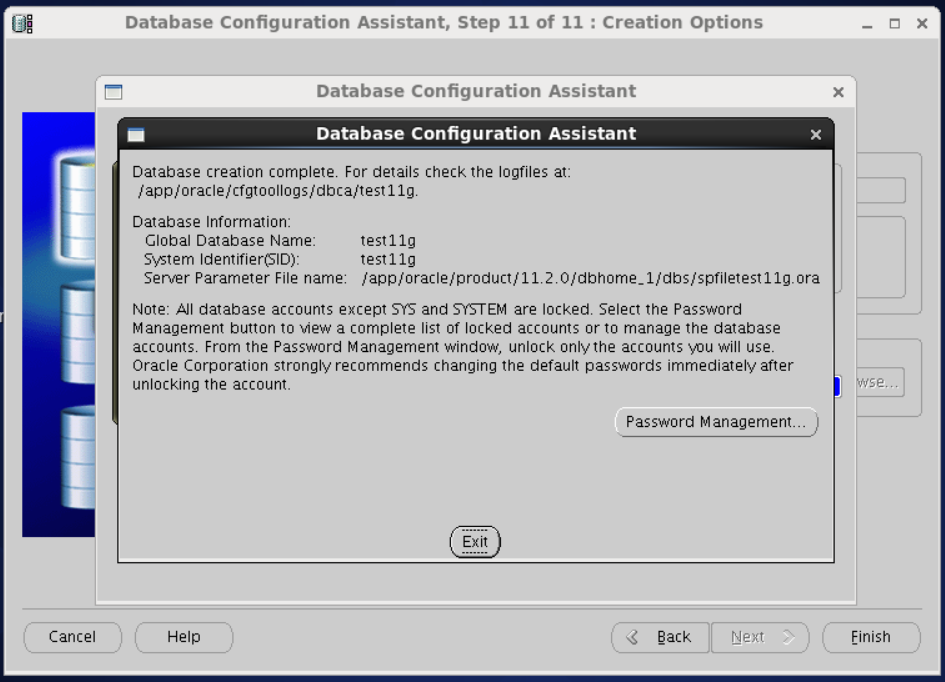 Database Configuration Assistant, Step 11 of 11 : Creation Options
Database Configuration Assistant
Database Configuration Assistant
Database creation complete. For details check the logfiles at:
/app/oracle/cfgtoollogs/dbca/test11g.
Database Information:
Global Database Name: test11g
System Identifier(SID): test11g
Server Parameter File name: /app/oracle/product/11.2.0/dbhome_1/dbs/spfiletest11g.ora
Note: All database accounts except SYS and SYSTEM are locked. Select the Password
Management button to view a complete list of locked accounts or to manage the database
accounts. From the Password Management window, unlock only the accounts you will use.
Oracle Corporation strongly recommends changing the default passwords immediately after
unlocking the account.
wse...
Password Management...
Exit
Cancel
Help
Back
Next
Finish